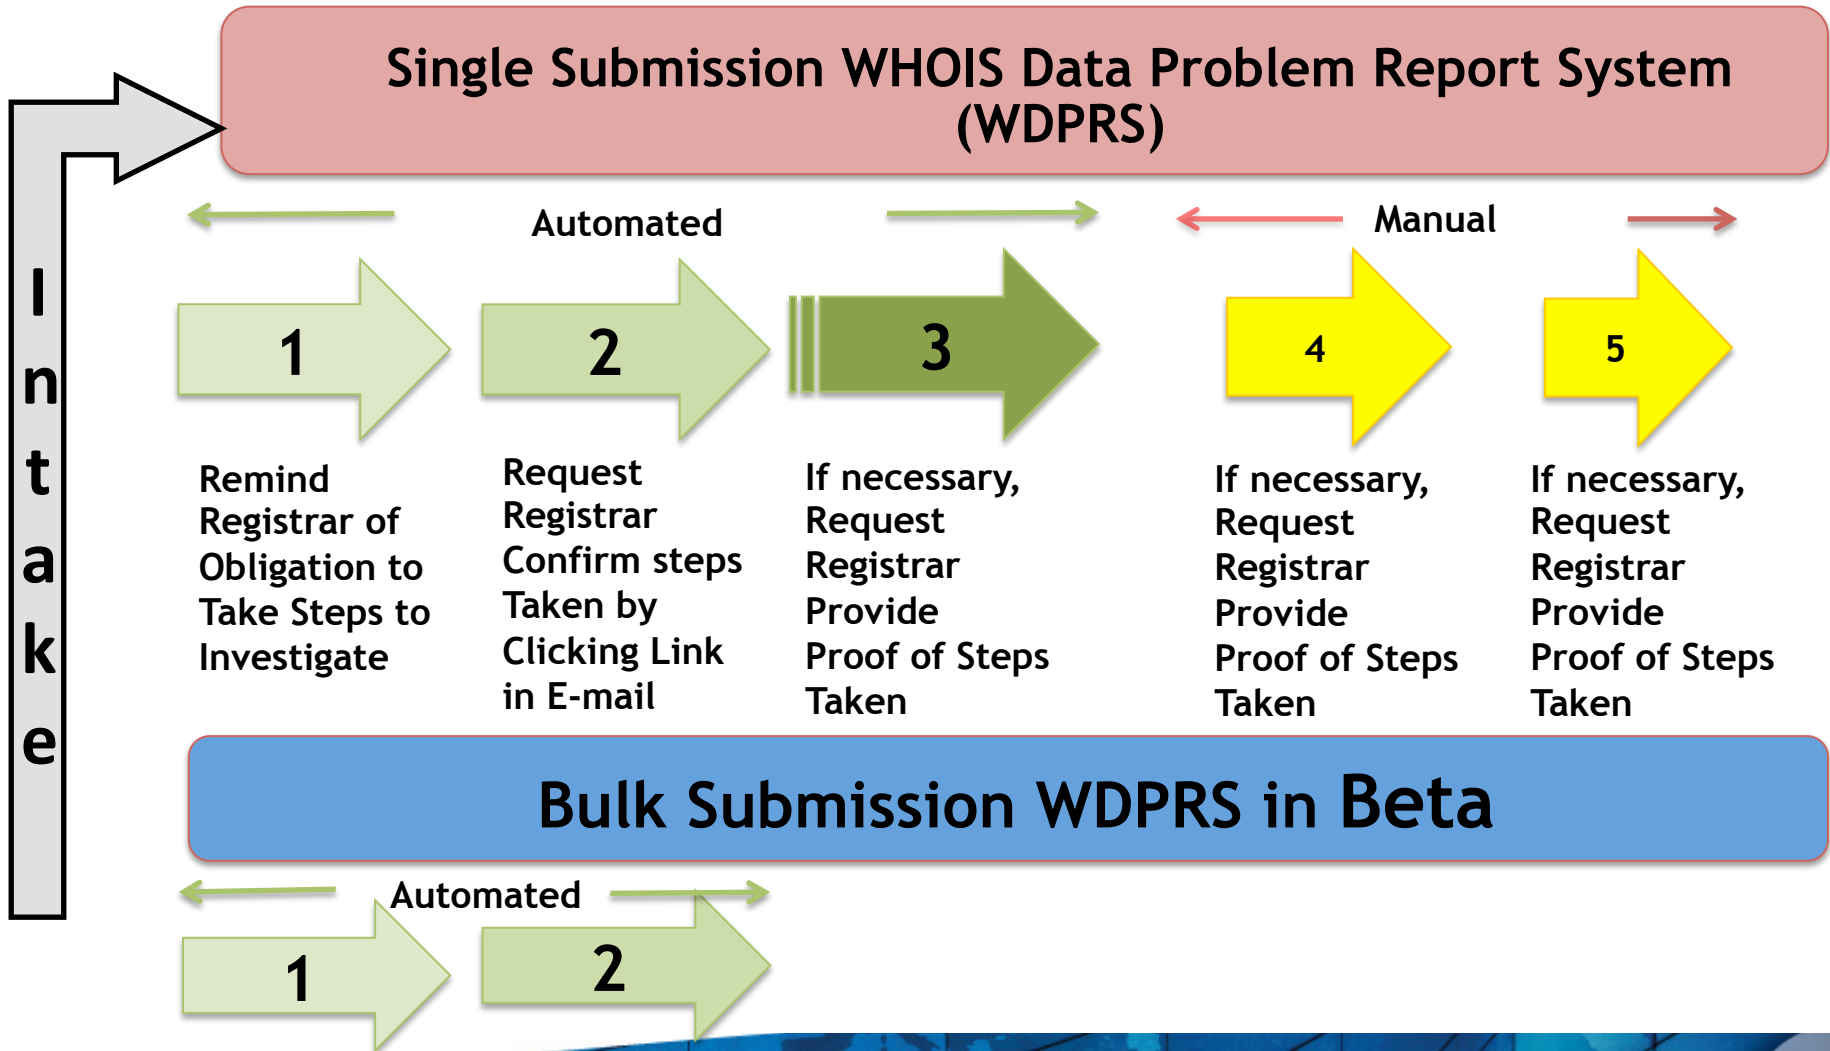 Single Submission WHOIS Data Problem Report System
(WDPRS)
Intake
Automated
Manual
1
2
3
4
5
Remind
Registrar of
Obligation to
Take Steps to
Investigate
Request
Registrar
Confirm steps
Taken by
Clicking Link
in E-mail
If necessary,
Request
Registrar
Provide
Proof of Steps
Taken
If necessary,
Request
Registrar
Provide
Proof of Steps
Taken
If necessary,
Request
Registrar
Provide
Proof of Steps
Taken
Bulk Submission WDPRS in Beta
Automated
1
2